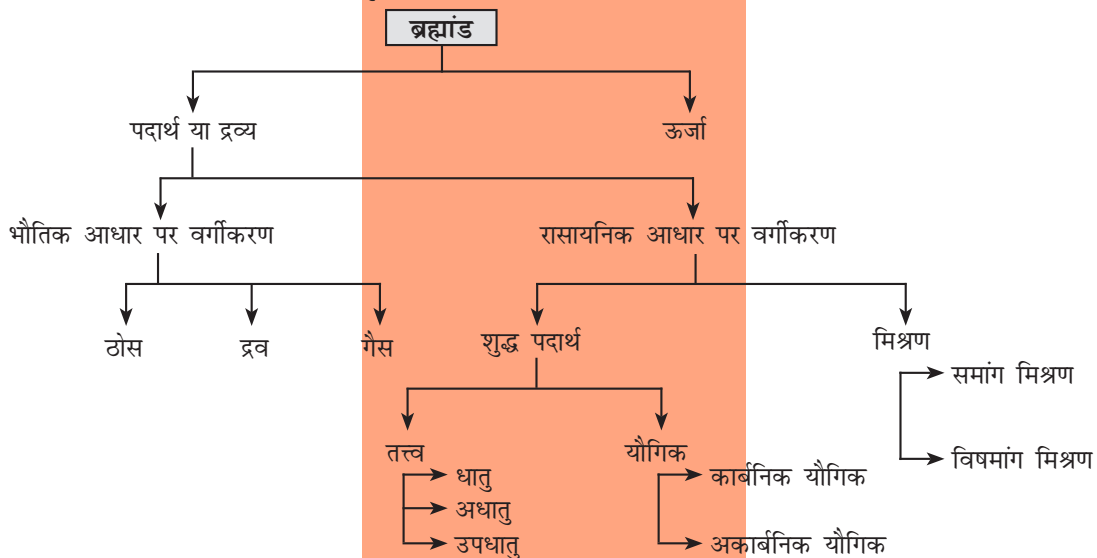 ब्रह्मांड
पदार्थ या द्रव्य
ऊर्जा
भौतिक आधार पर वर्गीकरण
रासायनिक आधार पर वर्गीकरण
ठोस
द्रव
गैस
शुद्ध पदार्थ
मिश्रण
समांग मिश्रण
विषमांग मिश्रण
तत्त्व
यौगिक
धातु
अधातु
उपधातु
कार्बनिक यौगिक
अकार्बनिक यौगिक